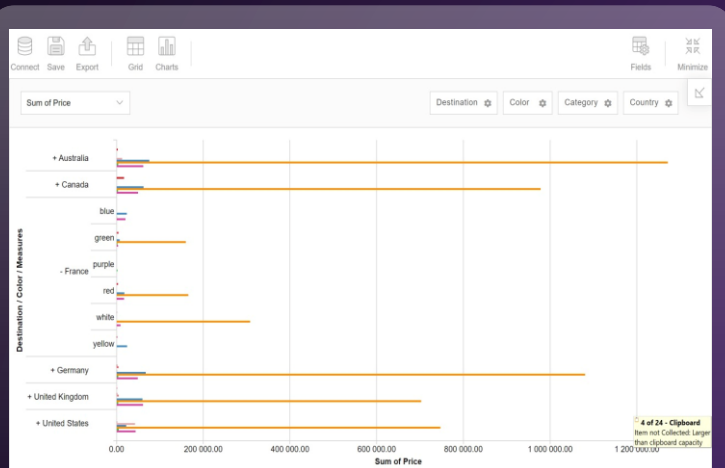 Connect Save Export Grid Charts Fields Minimize
Sum of Price Destination Color Category Country
+ Australia
+ Canada
blue
green
purple
- France
red
white
yellow
+ Germany
+ United Kingdom
+ United States
Destination / Color / Measures
0.00 200 000.00 400 000.00 600 000.00 800 000.00 1 000 000.00 1 200 000.00
Sum of Price
4 of 24 - Clipboard
Item not Collected: Larger
than clipboard capacity